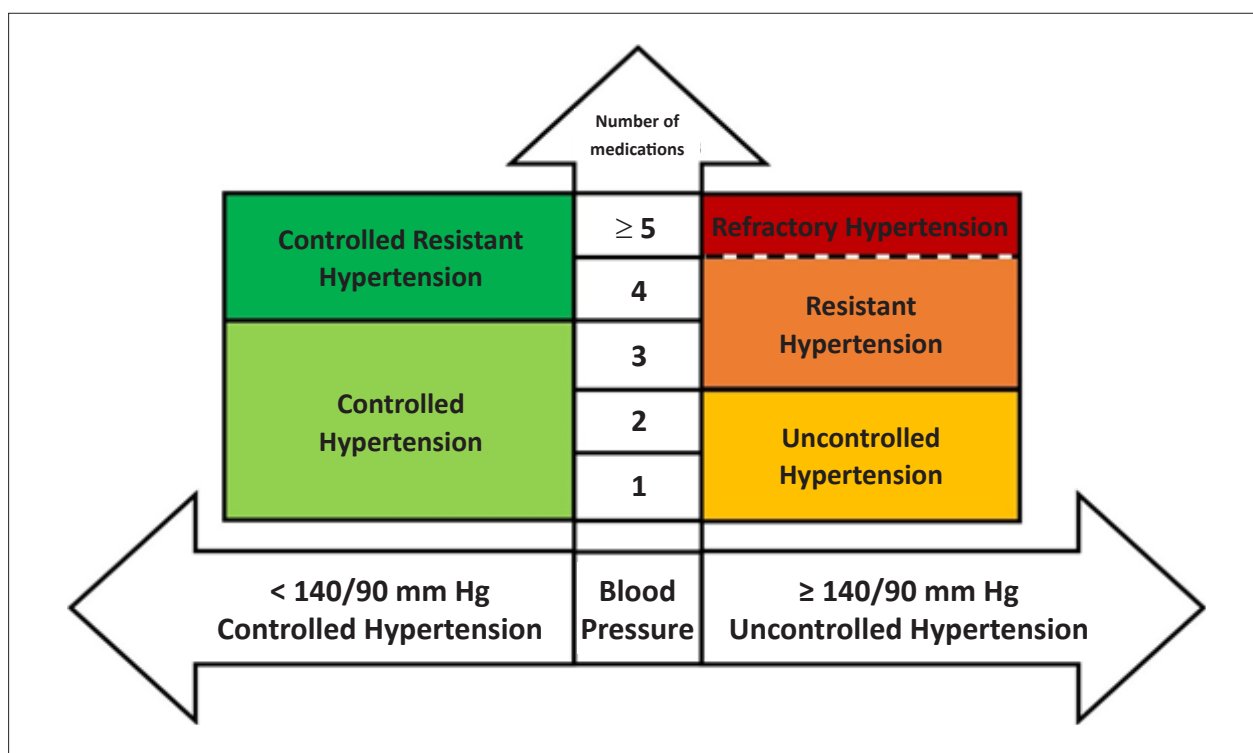 Number of
medications
Controlled Resistant
Hypertension
≥ 5
Refractory Hypertension
4
Resistant
Hypertension
3
Controlled
Hypertension
2
Uncontrolled
Hypertension
1
< 140/90 mm Hg
Controlled Hypertension
Blood
Pressure
≥ 140/90 mm Hg
Uncontrolled Hypertension